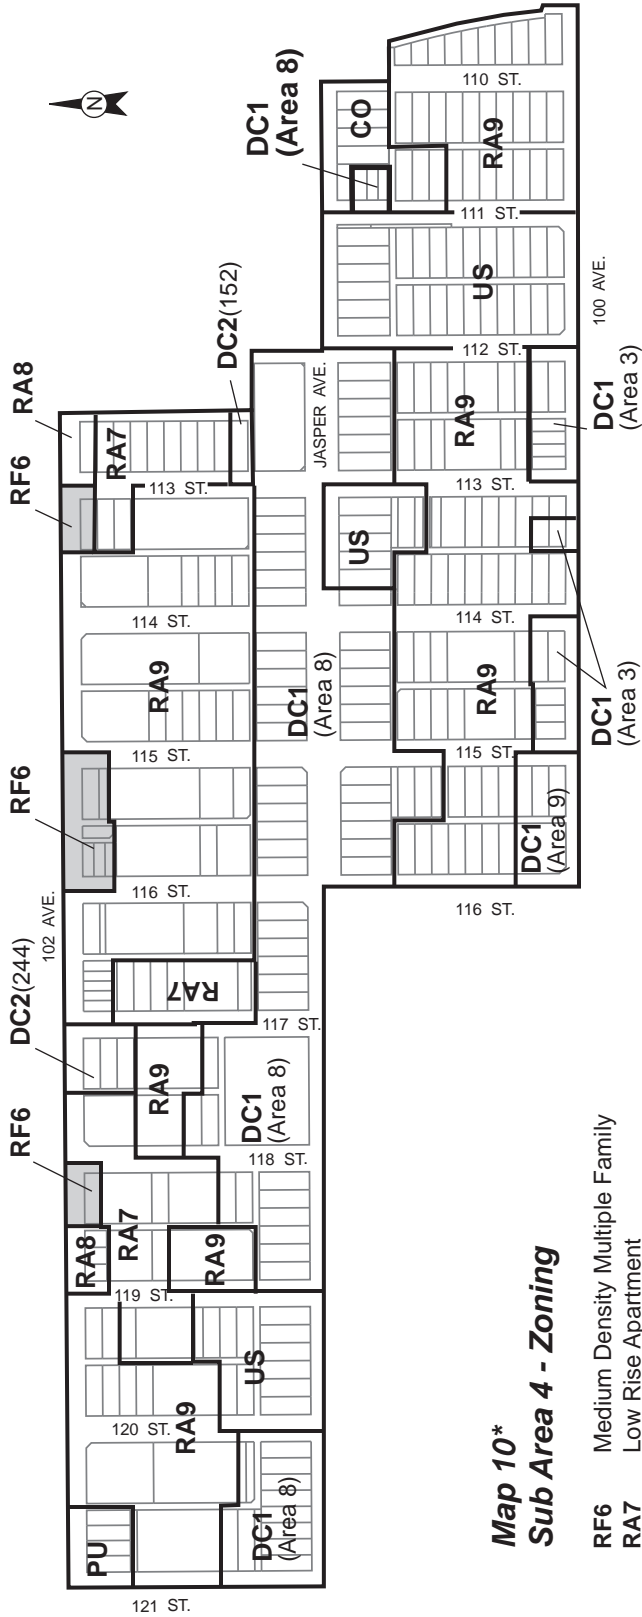 N
110 ST.
CO
RA9
DC1
(Area 8)
111 ST.
US
100 AVE.
DC2(152)
112 ST.
RA8
JASPER AVE.
RA7
RA9
DC1
(Area 3)
RF6
113 ST.
113 ST.
US
114 ST.
114 ST.
RA9
DC1
(Area 8)
RA9
DC1
(Area 3)
RF6
115 ST.
115 ST.
DC1
(Area 9)
116 ST.
116 ST.
102 AVE.
DC2(244)
RA7
117 ST.
RA9
DC1
(Area 8)
RF6
118 ST.
RA7
RA8
RA9
119 ST.
US
120 ST.
RA9
PU
DC1
(Area 8)
121 ST.
Map 10*
Sub Area 4 - Zoning
RF6 Medium Density Multiple Family
RA7 Low Rise Apartment